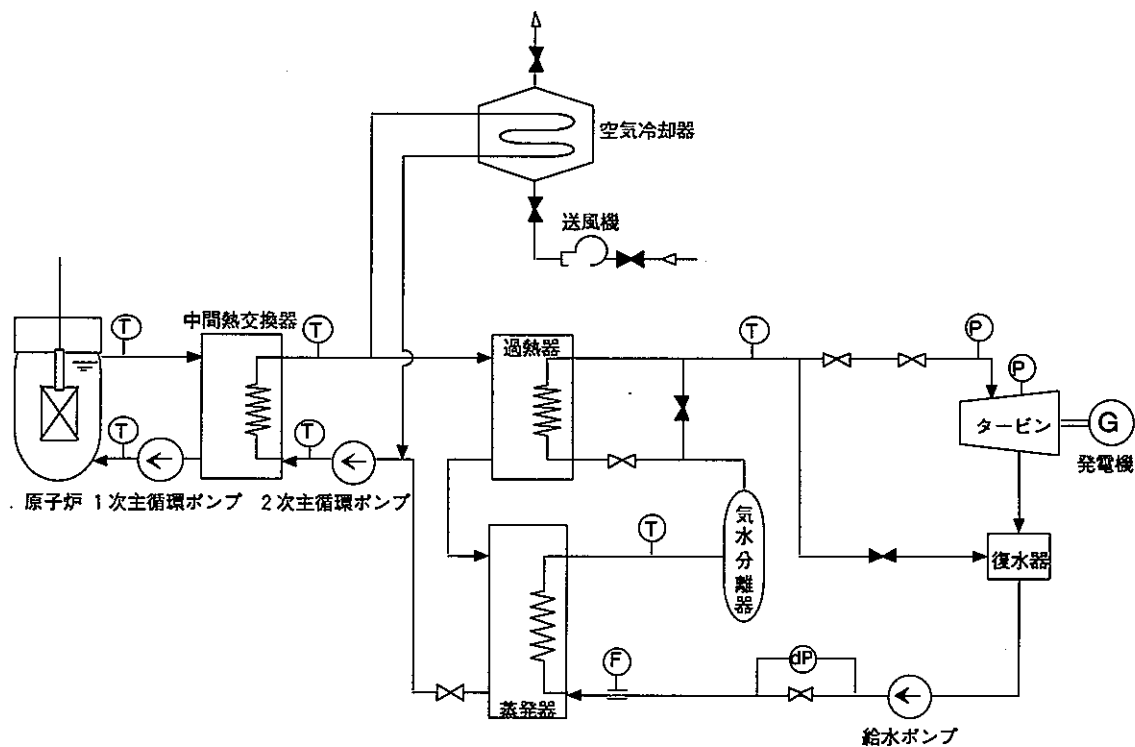 空気冷却器
送風機
T
中間熱交換器
T
過熱器
T
P
P
タービン
G
発電機
T
T
原子炉
1次主循環ポンプ
2次主循環ポンプ
気水分離器
T
復水器
F
dP
蒸発器
給水ポンプ